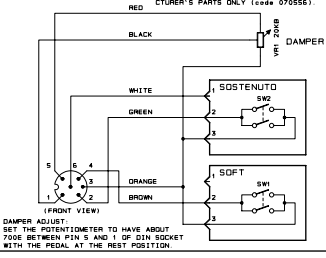 CTURER'S PARTS ONLY (code 070556).
RED
BLACK
VR1 20KB
DAMPER
WHITE
GREEN
SOSTENUTO
1
SW2
2
3
5 6 4
3
1 2
(FRONT VIEW)
ORANGE
BROWN
SOFT
1
SW1
2
3
DAMPER ADJUST:
SET THE POTENTIOMETER TO HAVE ABOUT
700E BETWEEN PIN 5 AND 1 OF DIN SOCKET
WITH THE PEDAL AT THE REST POSITION.